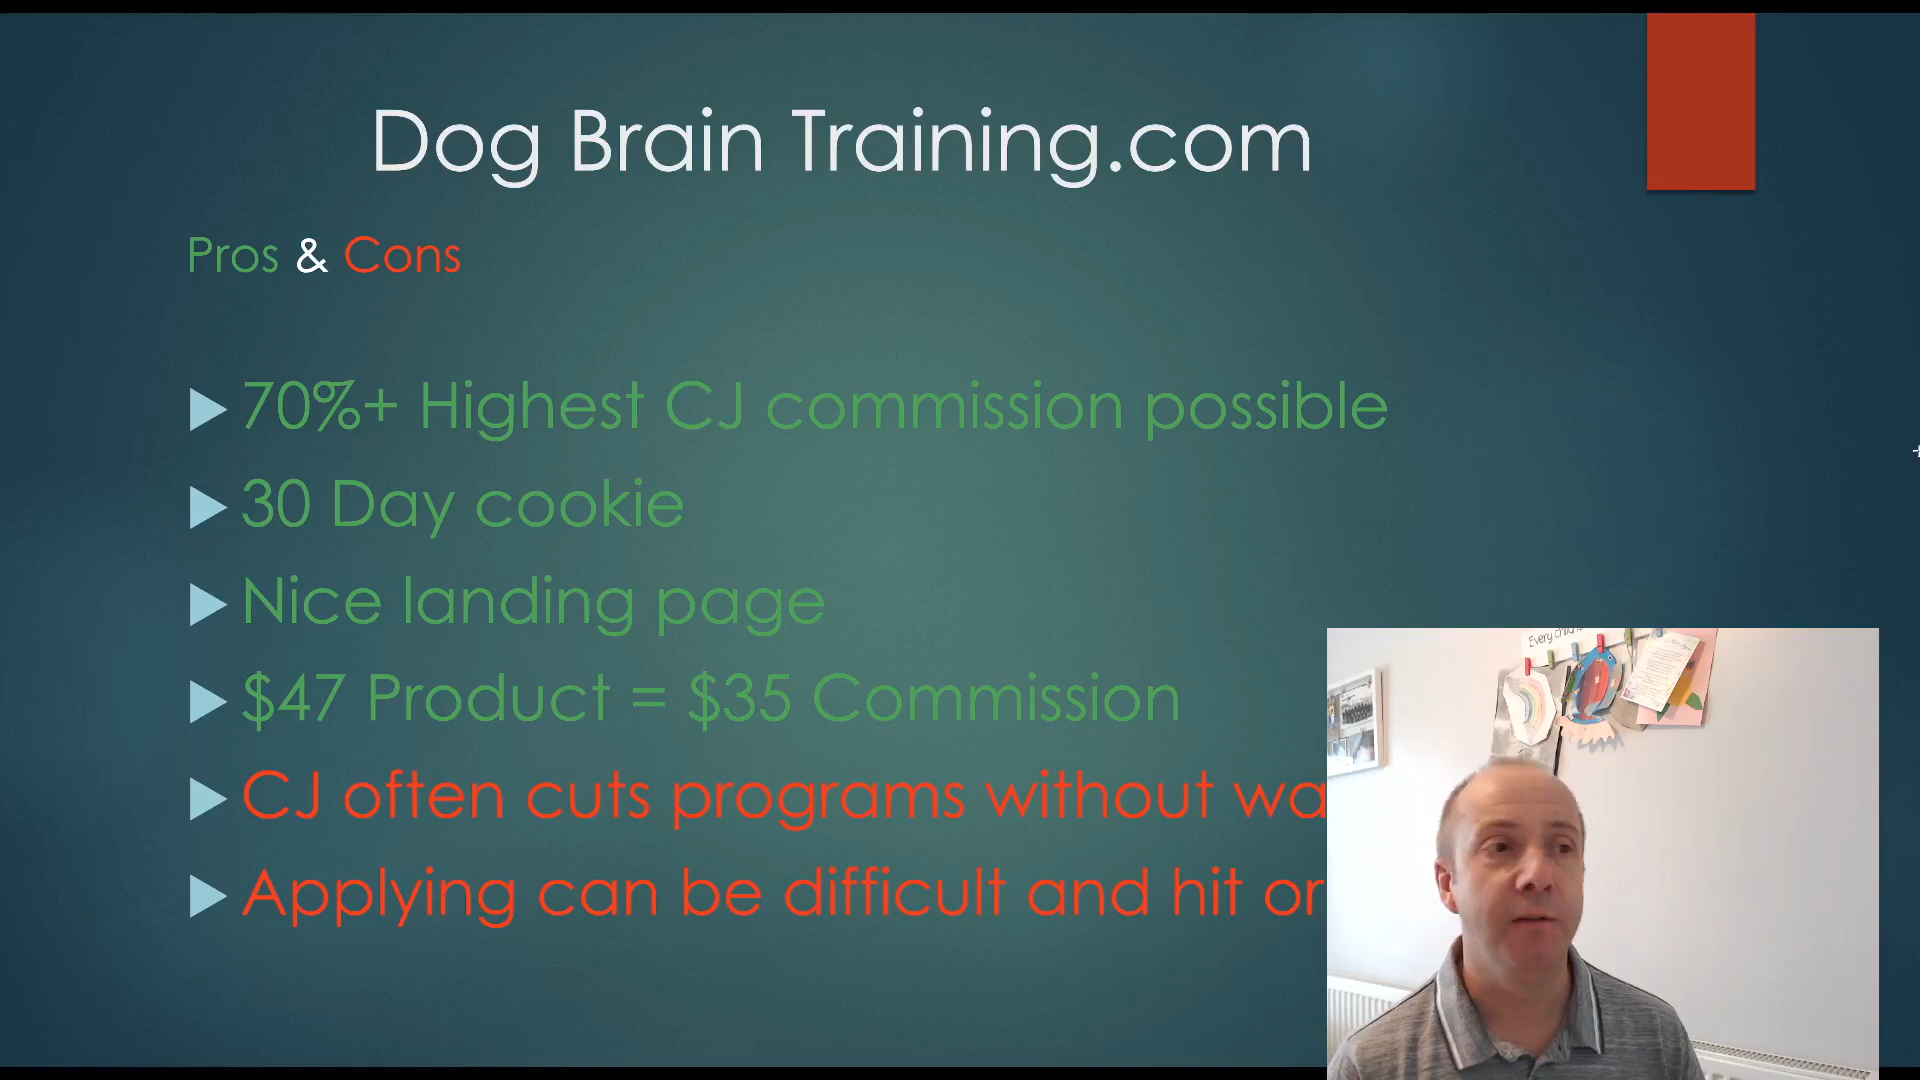 Dog Brain Training.com
Pros & Cons
70%+ Highest CJ commission possible
30 Day cookie
Nice landing page
$47 Product = $35 Commission
CJ often cuts programs without
Applying can be difficult and hit or
Every